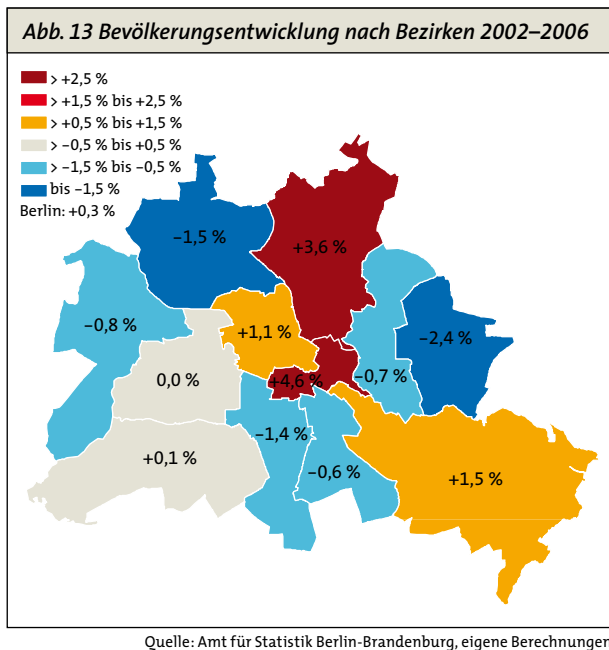 Abb. 13 Bevölkerungsentwicklung nach Bezirken 2002–2006
> +2,5 %
> +1,5 % bis +2,5 %
> +0,5 % bis +1,5 %
> −0,5 % bis +0,5 %
> −1,5 % bis −0,5 %
bis −1,5 %
Berlin: +0,3 %
−1,5 %
+3,6 %
−0,8 %
+1,1 %
−2,4 %
0,0 %
+4,6 %
−0,7 %
−1,4 %
+0,1 %
−0,6 %
+1,5 %
Quelle: Amt für Statistik Berlin-Brandenburg, eigene Berechnungen